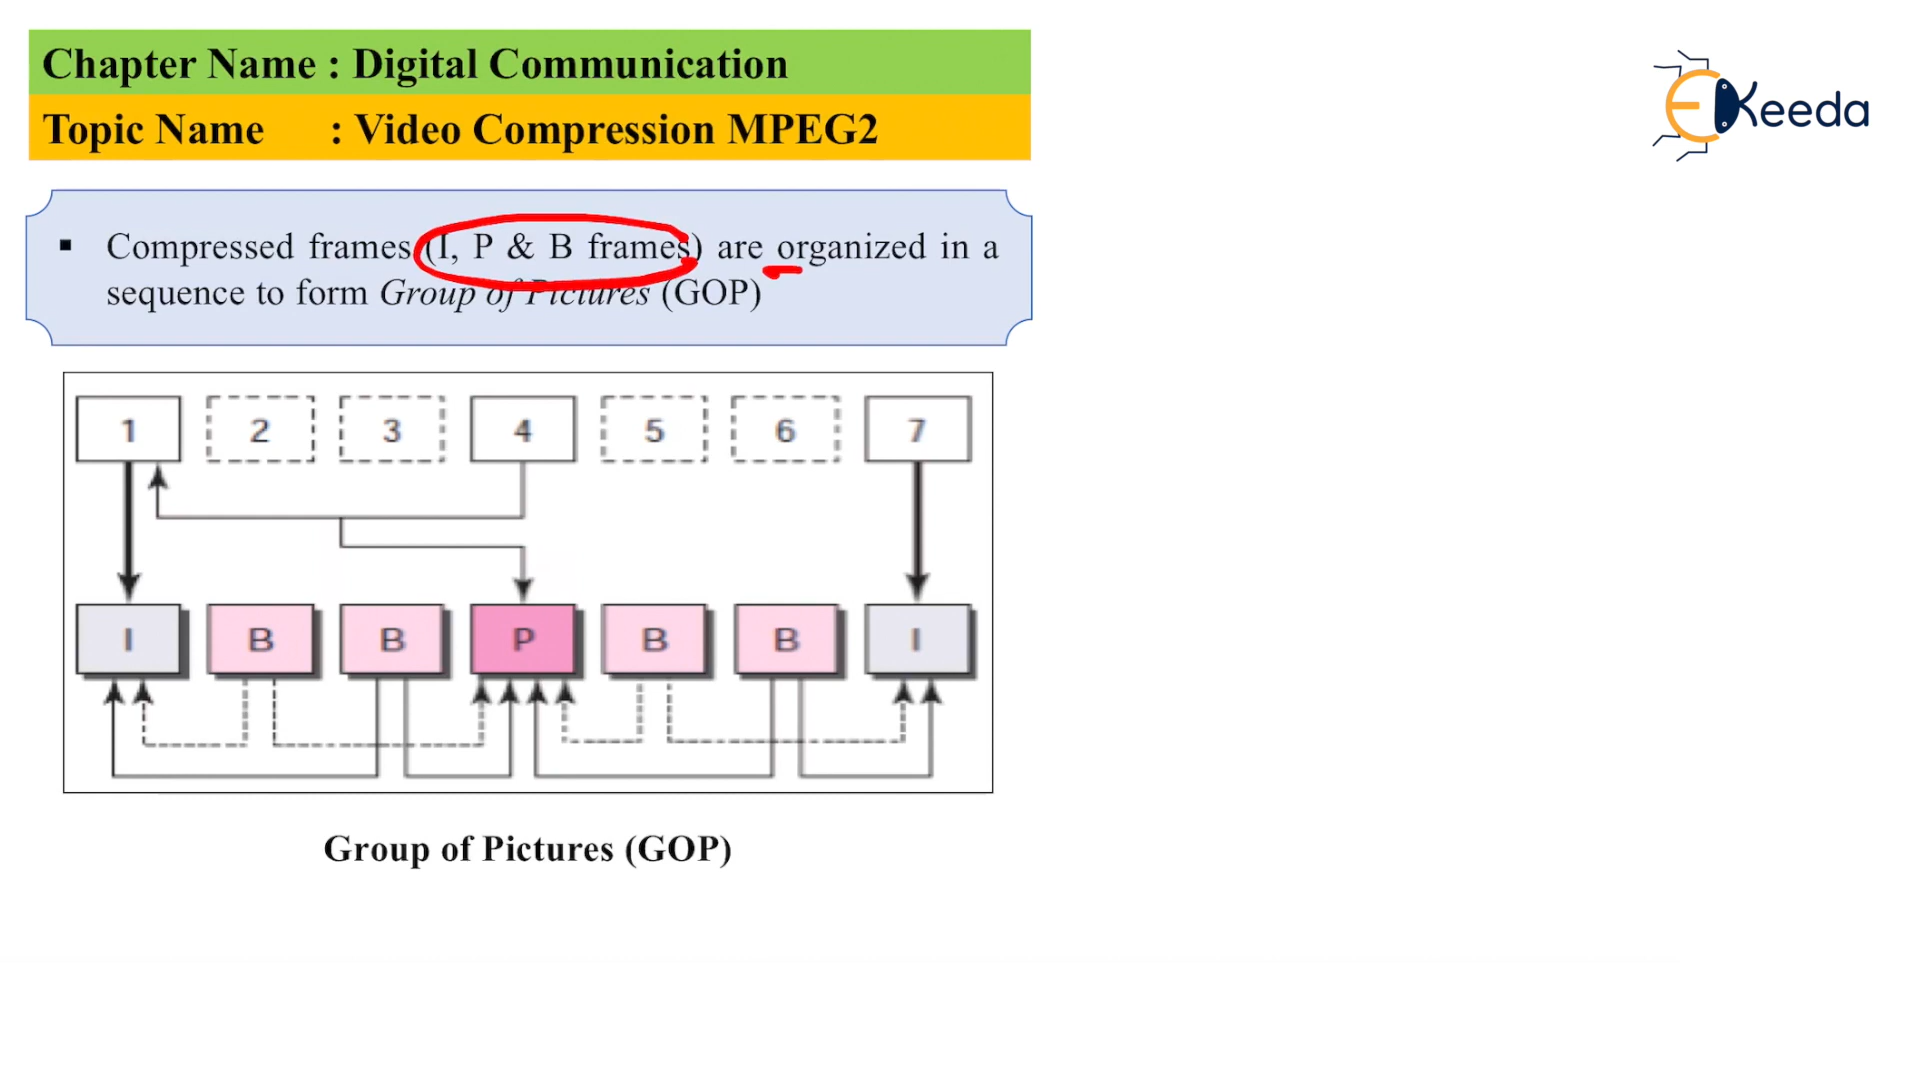 Chapter Name : Digital Communication
Topic Name : Video Compression MPEG2
EKeeda
▪ Compressed frames (I, P & B frames) are organized in a
sequence to form Group of Pictures (GOP)
1 2 3 4 5 6 7
I B B P B B I
Group of Pictures (GOP)